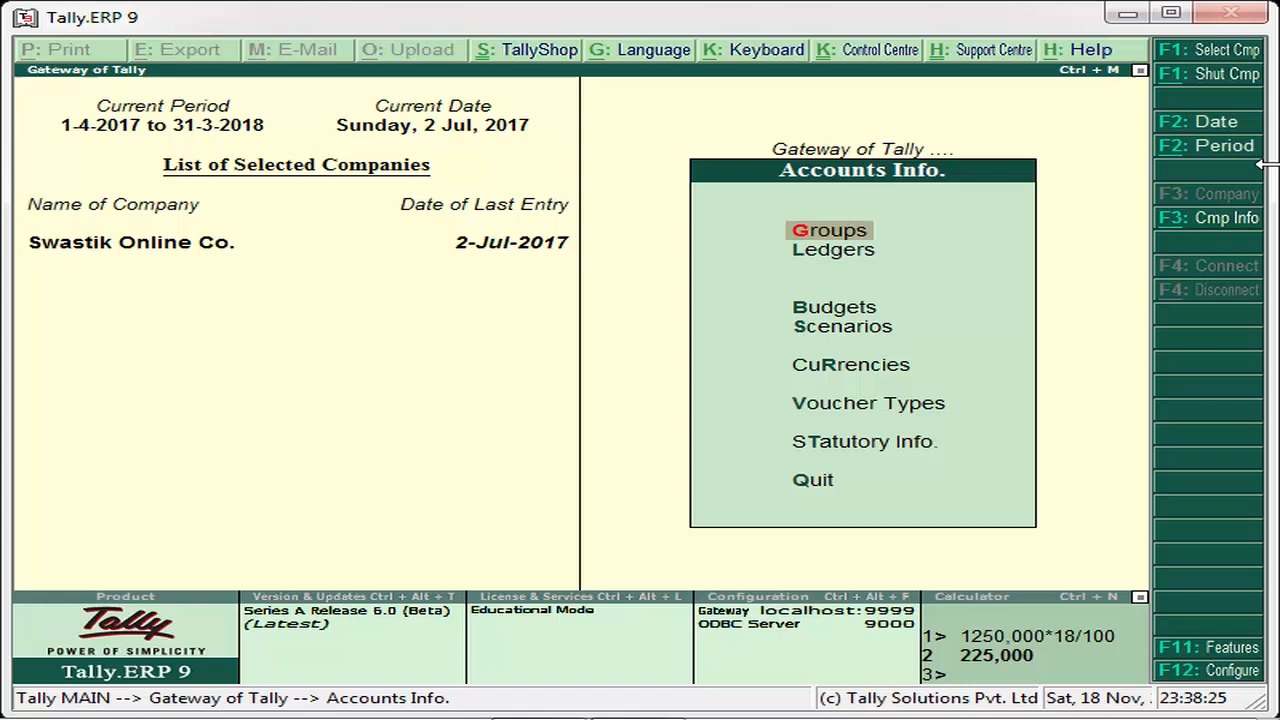 Tally.ERP 9
P: Print E: Export M: E-Mail O: Upload S: TallyShop G: Language K: Keyboard K: Control Centre H: Support Centre H: Help
Gateway of Tally Ctrl + M
Current Period Current Date
1-4-2017 to 31-3-2018 Sunday, 2 Jul, 2017
List of Selected Companies
Name of Company Date of Last Entry
Swastik Online Co. 2-Jul-2017
Gateway of Tally ....
Accounts Info.
Groups
Ledgers
Budgets
Scenarios
CuRrencies
Voucher Types
STatutory Info.
Quit
F1: Select Cmp
F1: Shut Cmp
F2: Date
F2: Period
F3: Company
F3: Cmp Info
F4: Connect
F4: Disconnect
F11: Features
F12: Configure
Product
Tally
POWER OF SIMPLICITY
Tally.ERP 9
Version & Updates Ctrl + Alt + T
Series A Release 6.0 (Beta)
(Latest)
License & Services Ctrl + Alt + L
Educational Mode
Configuration Ctrl + Alt + F
Gateway localhost:9999
ODBC Server 9000
Calculator Ctrl + N
1> 1250,000*18/100
2 225,000
3>
Tally MAIN --> Gateway of Tally --> Accounts Info. (c) Tally Solutions Pvt. Ltd Sat, 18 Nov, 23:38:25